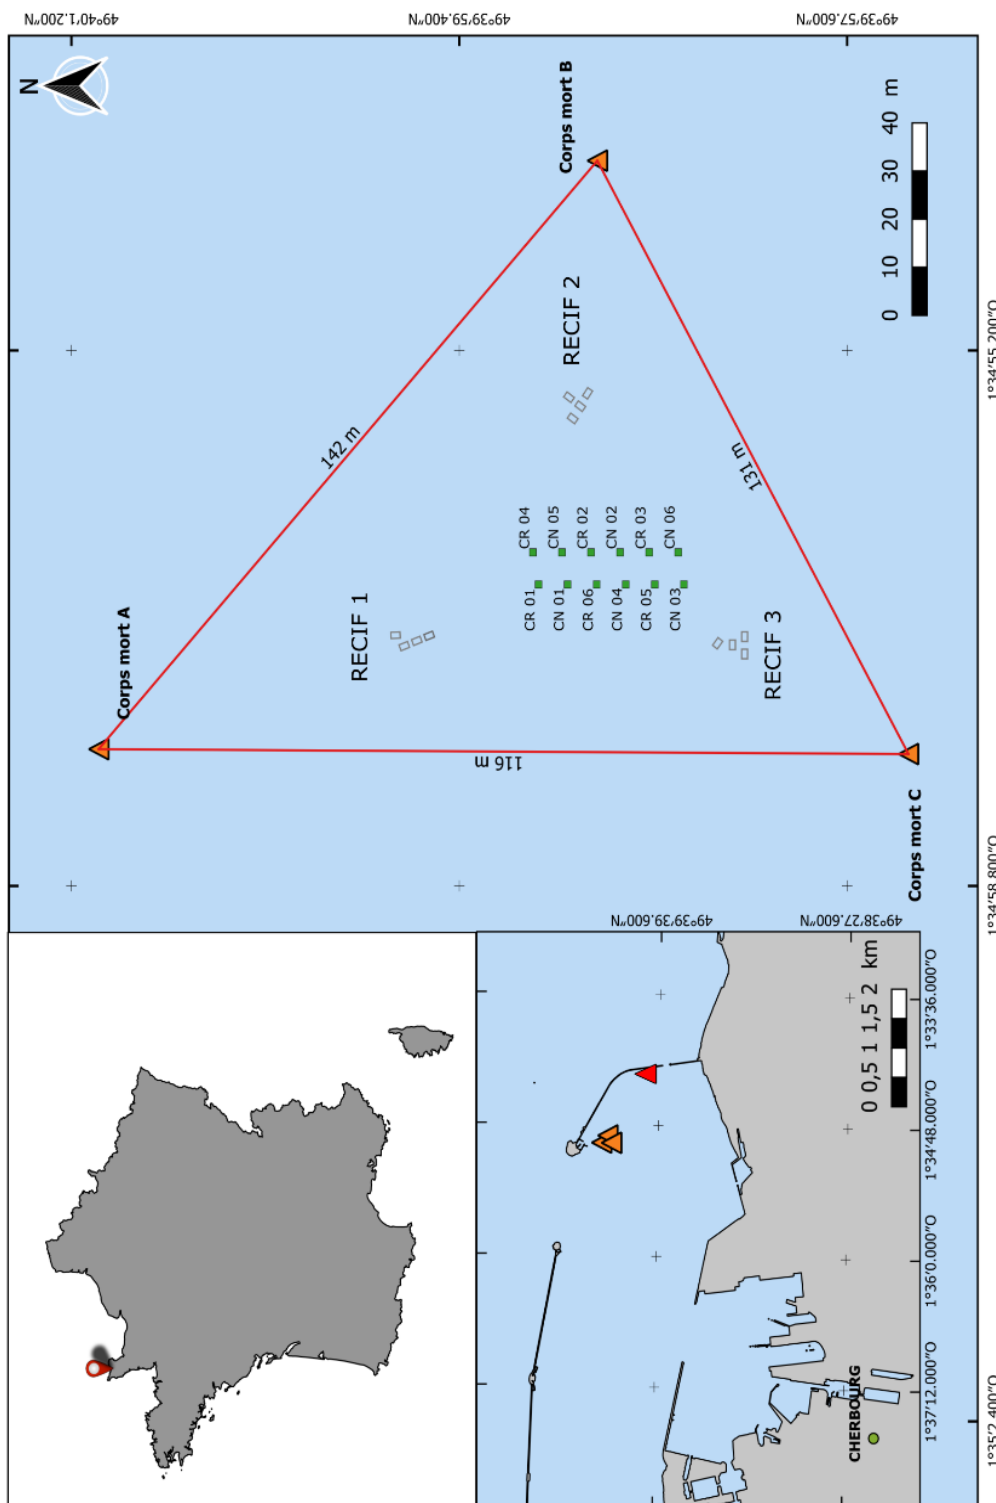 49°40′1.200″N
49°39′59.400″N
49°39′57.600″N
N
Corps mort B
Corps mort A
Corps mort C
142 m
131 m
116 m
RECIF 1
RECIF 2
RECIF 3
CR 04
CN 05
CR 02
CN 02
CR 03
CN 06
CR 01
CN 01
CR 06
CN 04
CR 05
CN 03
0 10 20 30 40 m
1°34′55.200″O
1°34′58.800″O
1°35′2.400″O
49°39′39.600″N
49°38′27.600″N
0 0,5 1 1,5 2 km
1°33′36.000″O
1°34′48.000″O
1°36′0.000″O
1°37′12.000″O
CHERBOURG